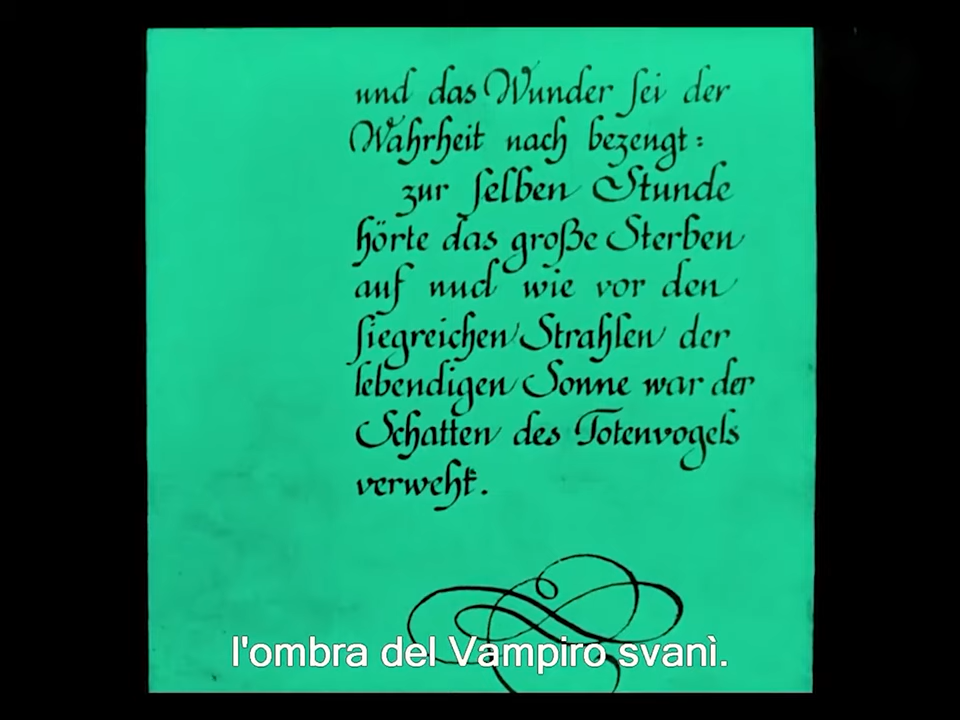 und das Wunder sei der
Wahrheit nach bezeugt:
zur selben Stunde
hörte das große Sterben
auf und wie vor den
siegreichen Strahlen der
lebendigen Sonne war der
Schatten des Totenvogels
verweht.
l'ombra del Vampiro svanì.